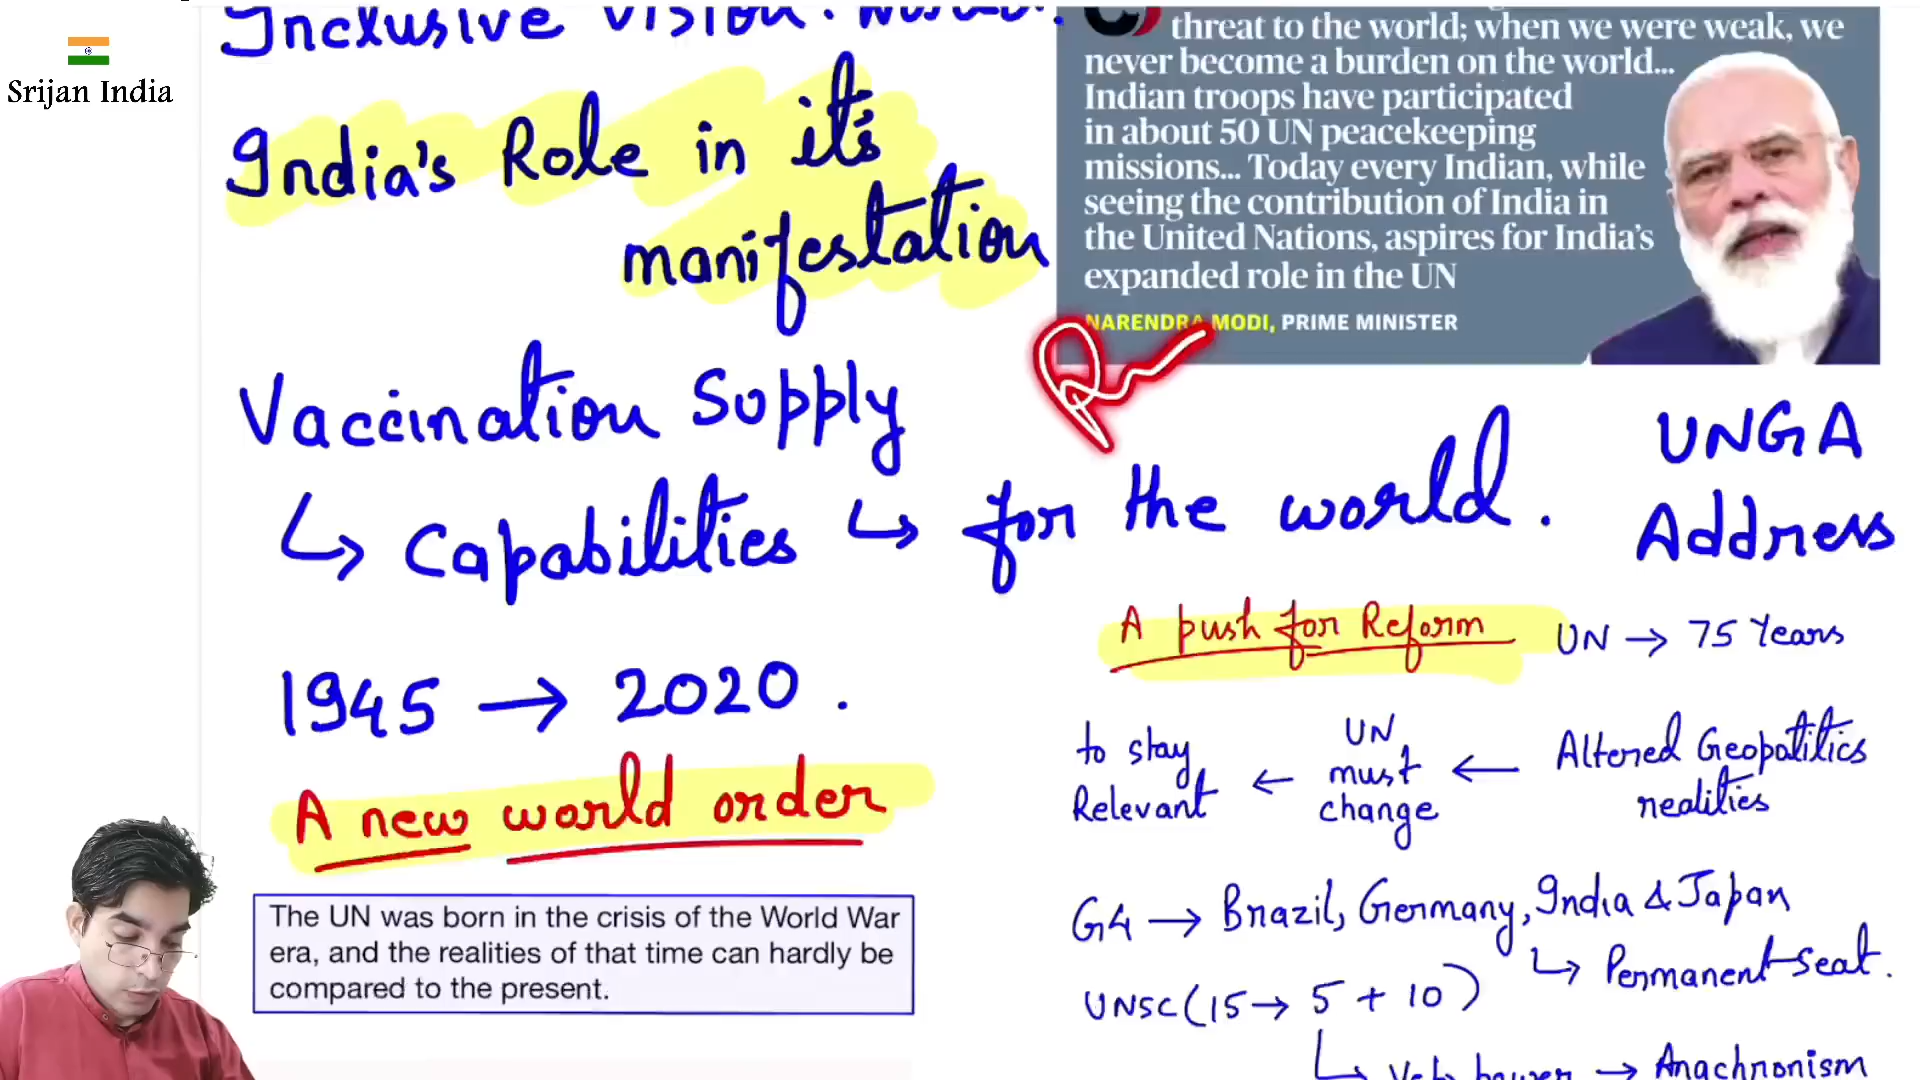 Srijan India
Inclusive Vision.
India's Role in it's
manifestation
threat to the world; when we were weak, we
never become a burden on the world...
Indian troops have participated
in about 50 UN peacekeeping
missions... Today every Indian, while
seeing the contribution of India in
the United Nations, aspires for India's
expanded role in the UN
NARENDRA MODI, PRIME MINISTER
Vaccination Supply
↳ Capabilities ↳ for the world.
UNGA
Address
1945 → 2020.
A new world order
The UN was born in the crisis of the World War
era, and the realities of that time can hardly be
compared to the present.
A push for Reform UN → 75 Years
to stay
Relevant
← UN
must
change
← Altered Geopolitics
realities
G4 → Brazil, Germany, India & Japan
↳ Permanent Seat.
UNSC (15 → 5 + 10)
↳ Veto power → Anachronism